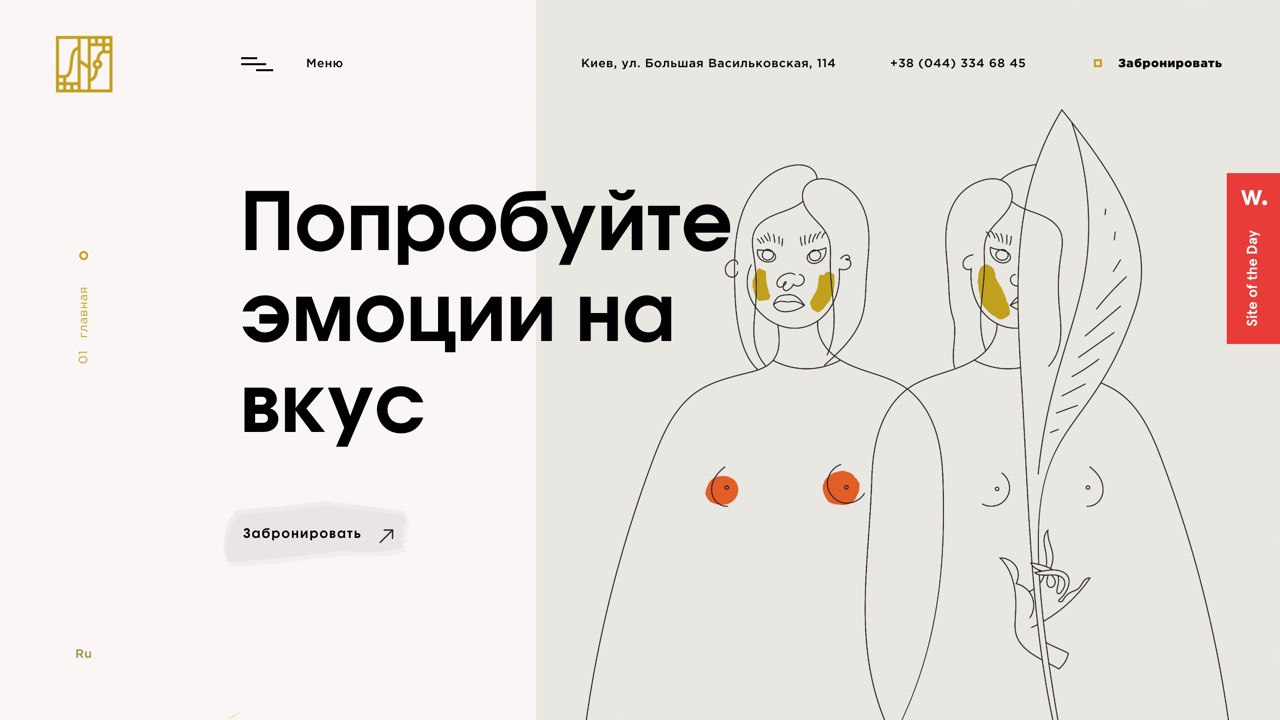 Меню
Киев, ул. Большая Васильковская, 114
+38 (044) 334 68 45
Забронировать
W.
Site of the Day
Попробуйте
эмоции на
вкус
01 главная
Забронировать
Ru